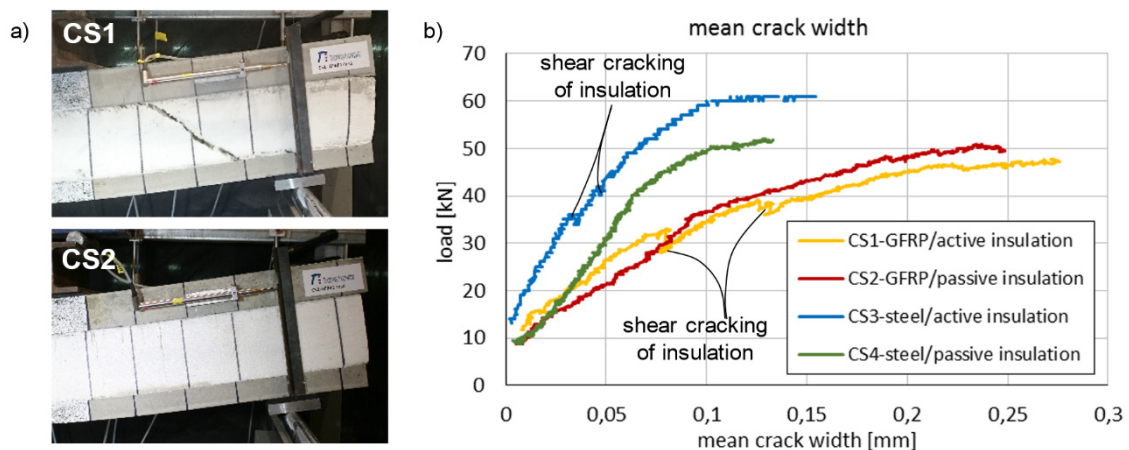 a)
CS1
CS2
b)
mean crack width
load [kN]
70
60
50
40
30
20
10
0
0
0,05
0,1
0,15
0,2
0,25
0,3
mean crack width [mm]
shear cracking
of insulation
shear cracking
of insulation
CS1-GFRP/active insulation
CS2-GFRP/passive insulation
CS3-steel/active insulation
CS4-steel/passive insulation